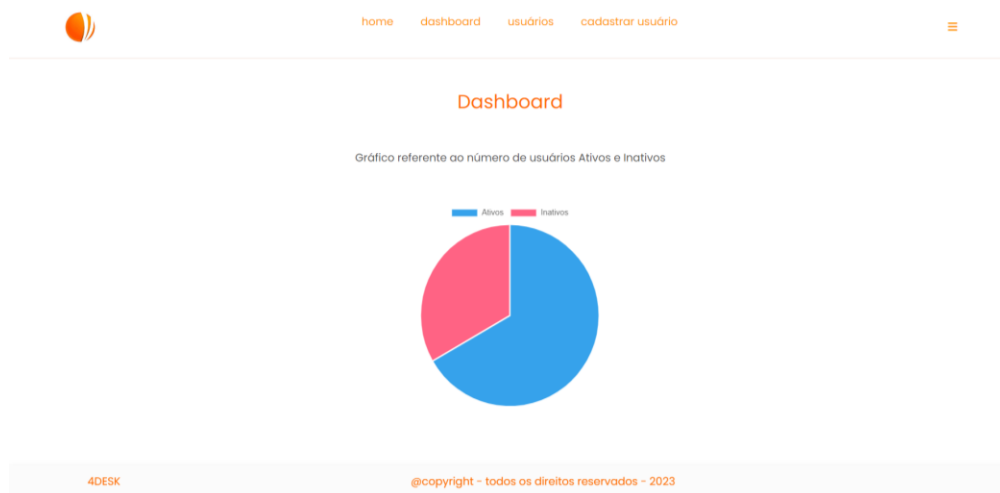 home dashboard usuários cadastrar usuário
Dashboard
Gráfico referente ao número de usuários Ativos e Inativos
Ativos Inativos
4DESK @copyright - todos os direitos reservados - 2023